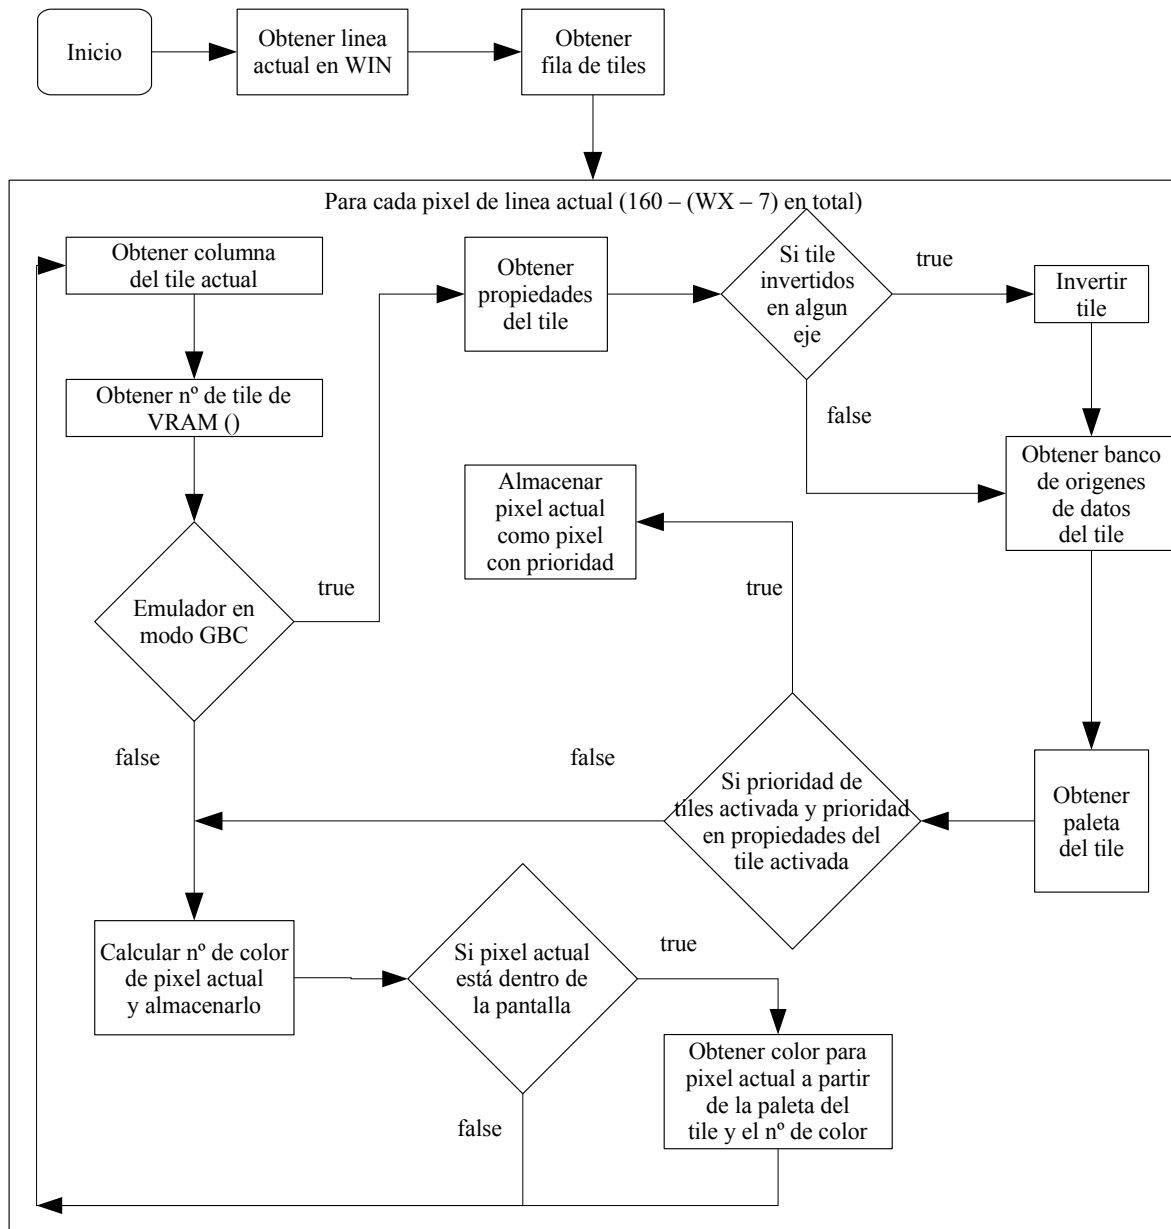 Inicio
Obtener linea
actual en WIN
Obtener
fila de tiles
Para cada pixel de linea actual (160 – (WX – 7) en total)
Obtener columna
del tile actual
Obtener
propiedades
del tile
Si tile
invertidos
en algun
eje
true
Invertir
tile
false
Obtener nº de tile de
VRAM ()
Obtener banco
de origenes
de datos
del tile
Almacenar
pixel actual
como pixel
con prioridad
Emulador en
modo GBC
true
true
false
false
Si prioridad de
tiles activada y prioridad
en propiedades del
tile activada
Obtener
paleta
del tile
Calcular nº de color
de pixel actual
y almacenarlo
Si pixel actual
está dentro de
la pantalla
true
false
Obtener color para
pixel actual a partir
de la paleta del
tile y el nº de color